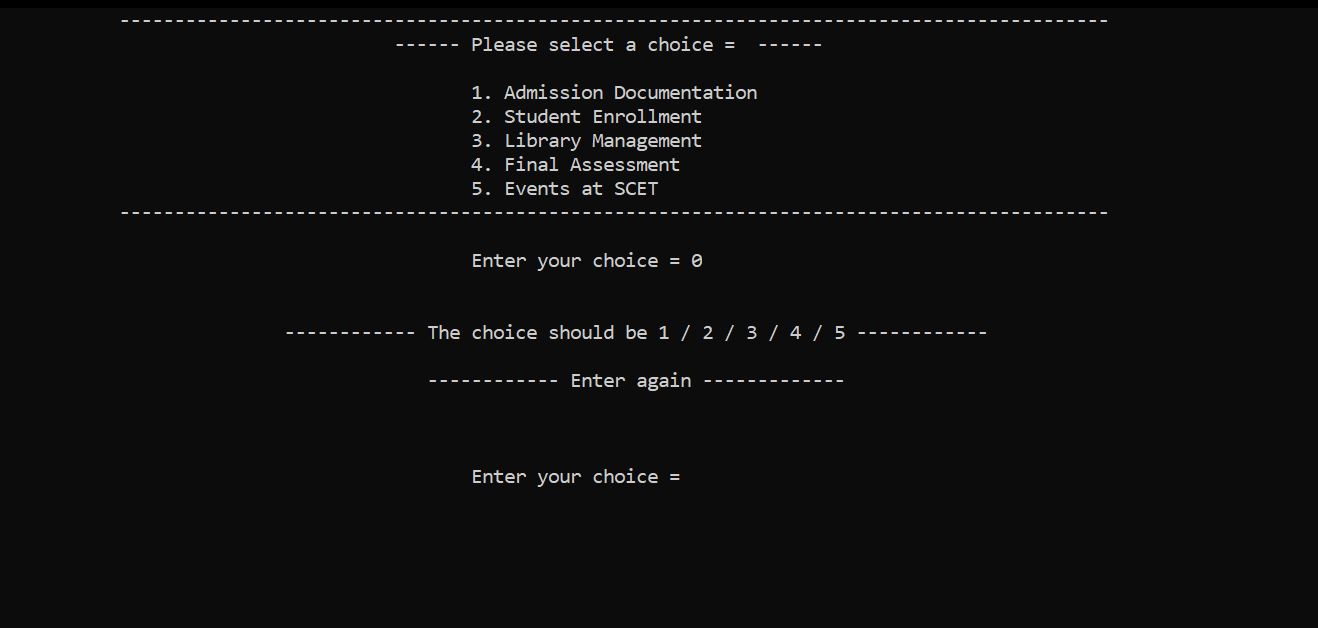 ------------------------------------------------------------------------------------------
------ Please select a choice =  ------
1. Admission Documentation
2. Student Enrollment
3. Library Management
4. Final Assessment
5. Events at SCET
------------------------------------------------------------------------------------------
Enter your choice = 0
------------ The choice should be 1 / 2 / 3 / 4 / 5 ------------
------------ Enter again -------------
Enter your choice =